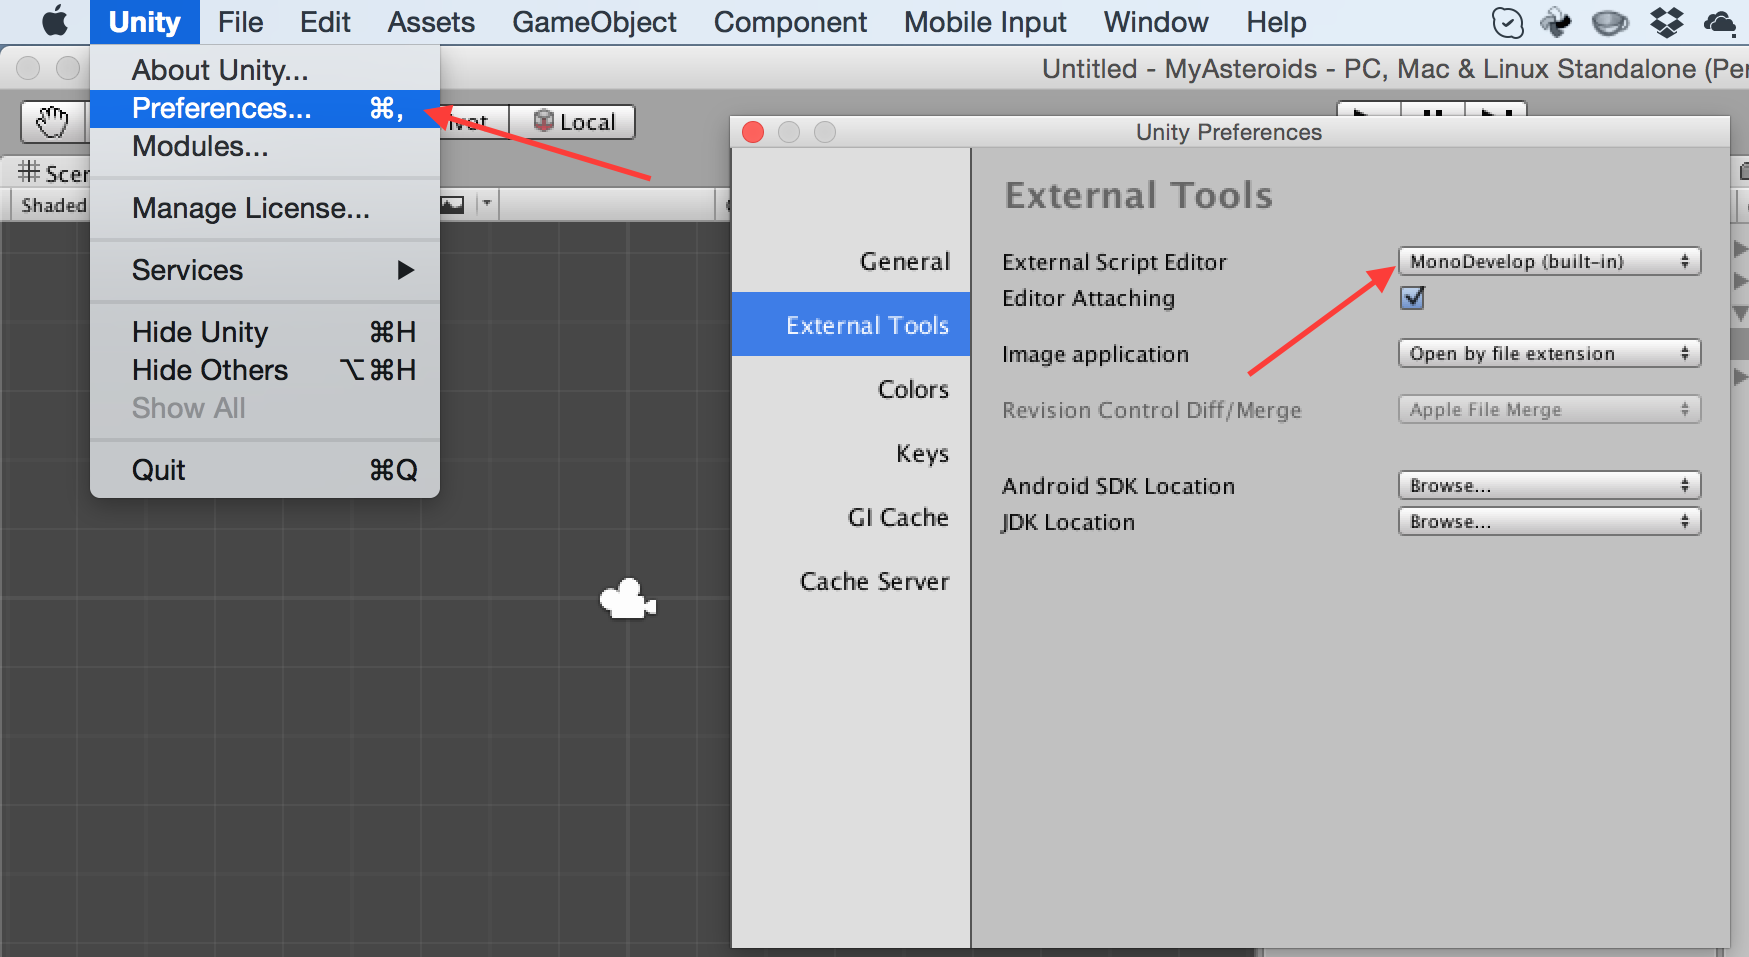 Unity File Edit Assets GameObject Component Mobile Input Window Help
Untitled - MyAsteroids - PC, Mac & Linux Standalone (Per
About Unity...
Preferences... ⌘,
Modules...
Manage License...
Services ▶
Hide Unity ⌘H
Hide Others ⌥⌘H
Show All
Quit ⌘Q
ivot Local
Scen
Shaded
Unity Preferences
General
External Tools
Colors
Keys
GI Cache
Cache Server
External Tools
External Script Editor MonoDevelop (built-in)
Editor Attaching
Image application Open by file extension
Revision Control Diff/Merge Apple File Merge
Android SDK Location Browse...
JDK Location Browse...